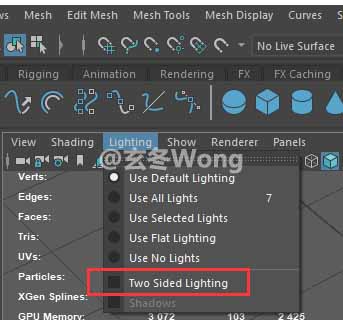 Mesh Edit Mesh Mesh Tools Mesh Display Curves Surfaces
No Live Surface
Rigging Animation Rendering FX FX Caching
View Shading Lighting Show Renderer Panels
@玄冬Wong
Verts: Use Default Lighting
Edges: Use All Lights 7
Faces: Use Selected Lights
Tris: Use Flat Lighting
UVs: Use No Lights
Particles: Two Sided Lighting
XGen Splines: Shadows
GPU Memory: 3 072 103 2 425